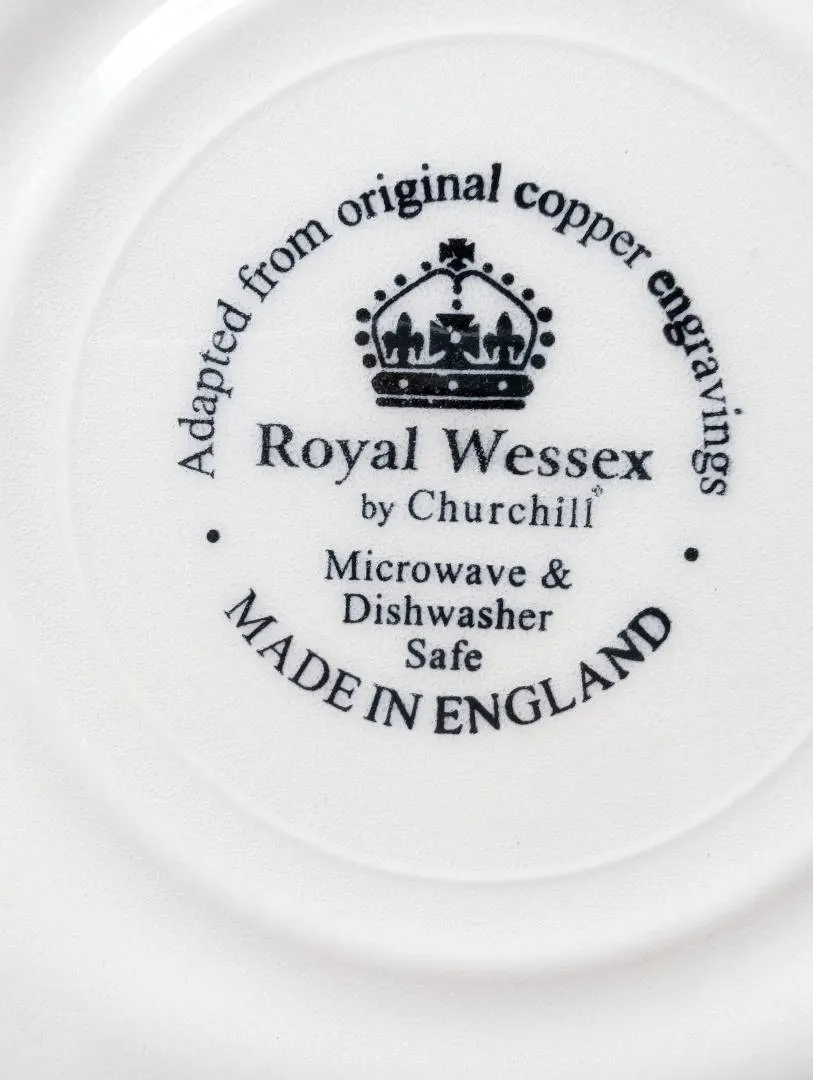 Adapted from original copper engravings
Royal Wessex
by Churchill
Microwave &
Dishwasher
Safe
• MADE IN ENGLAND •